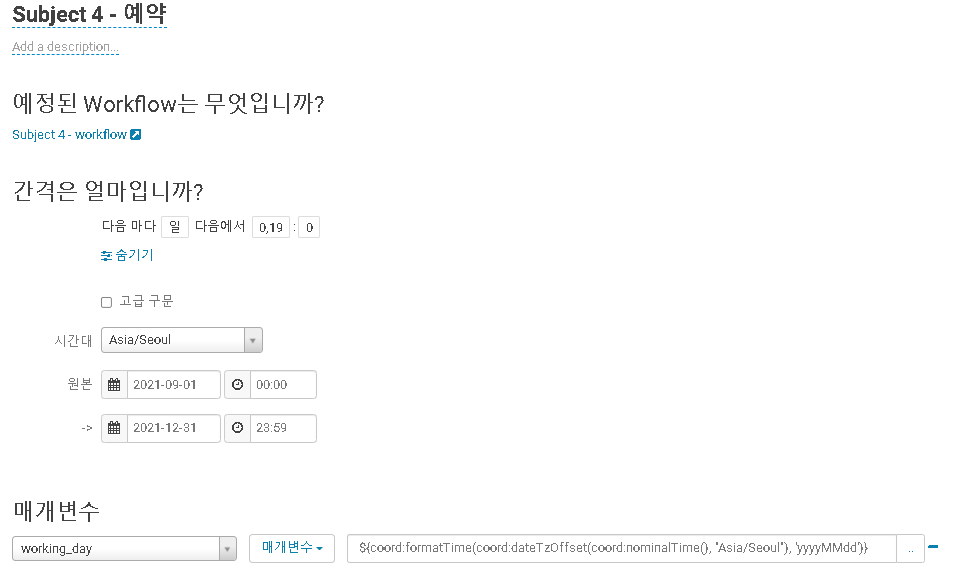 Subject 4 - 예약
Add a description...
예정된 Workflow는 무엇입니까?
Subject 4 - workflow
간격은 얼마입니까?
다음 마다 일 다음에서 0,19 : 0
숨기기
고급 구문
시간대 Asia/Seoul
원본 2021-09-01 00:00
-> 2021-12-31 23:59
매개변수
working_day 매개변수 ${coord:formatTime(coord:dateTzOffset(coord:nominalTime(), "Asia/Seoul"), 'yyyyMMdd')} ..